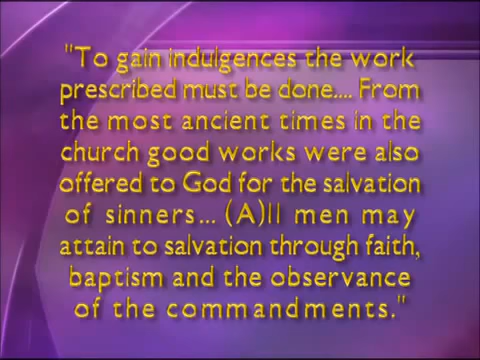 "To gain indulgences the work
prescribed must be done.... From
the most ancient times in the
church good works were also
offered to God for the salvation
of sinners... (A)ll men may
attain to salvation through faith,
baptism and the observance
of the commandments."